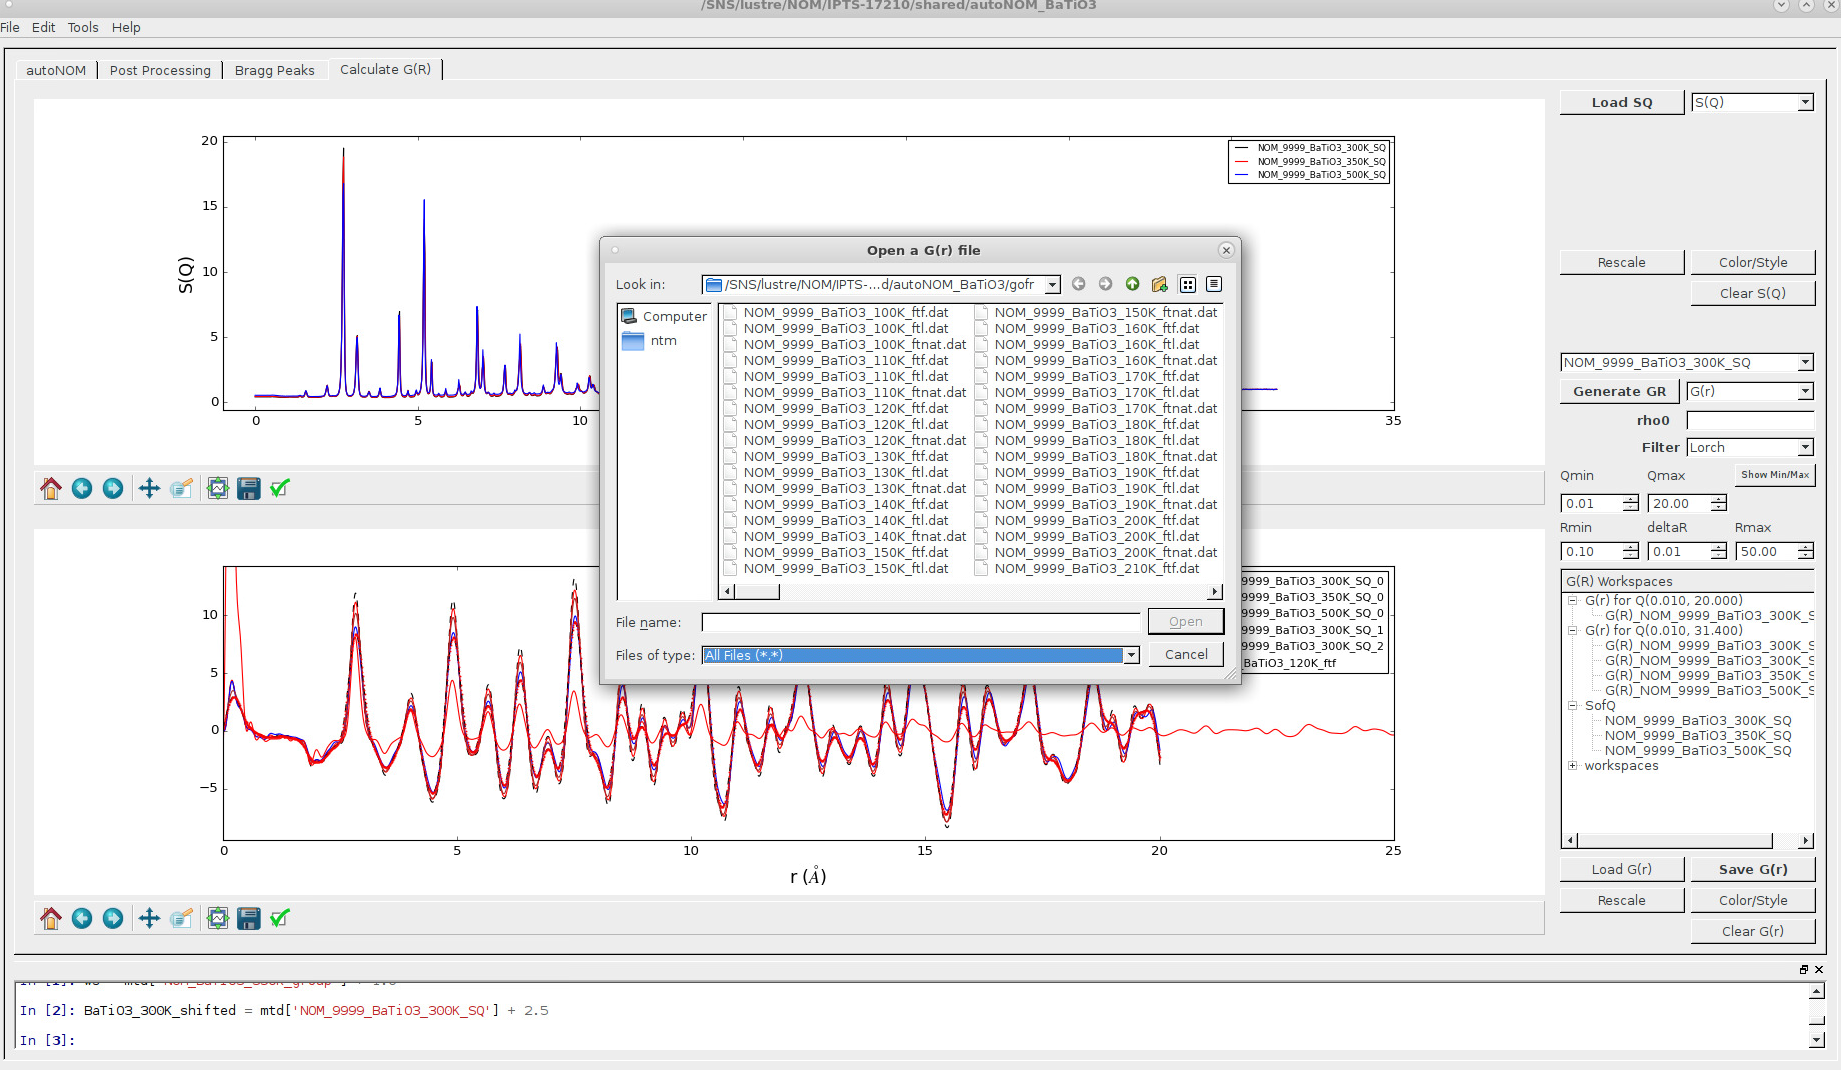 /SNS/lustre/NOM/IPTS-17210/shared/autoNOM_BaTiO3
File Edit Tools Help
autoNOM Post Processing Bragg Peaks Calculate G(R)
Load SQ S(Q)
S(Q)
20
15
10
5
0
0 5 10 35
NOM_9999_BaTiO3_300K_SQ
NOM_9999_BaTiO3_350K_SQ
NOM_9999_BaTiO3_500K_SQ
Rescale Color/Style
Clear S(Q)
Open a G(r) file
Look in: /SNS/lustre/NOM/IPTS-...d/autoNOM_BaTiO3/gofr
Computer
ntm
NOM_9999_BaTiO3_100K_ftf.dat
NOM_9999_BaTiO3_100K_ftl.dat
NOM_9999_BaTiO3_100K_ftnat.dat
NOM_9999_BaTiO3_110K_ftf.dat
NOM_9999_BaTiO3_110K_ftl.dat
NOM_9999_BaTiO3_110K_ftnat.dat
NOM_9999_BaTiO3_120K_ftf.dat
NOM_9999_BaTiO3_120K_ftl.dat
NOM_9999_BaTiO3_120K_ftnat.dat
NOM_9999_BaTiO3_130K_ftf.dat
NOM_9999_BaTiO3_130K_ftl.dat
NOM_9999_BaTiO3_130K_ftnat.dat
NOM_9999_BaTiO3_140K_ftf.dat
NOM_9999_BaTiO3_140K_ftl.dat
NOM_9999_BaTiO3_140K_ftnat.dat
NOM_9999_BaTiO3_150K_ftf.dat
NOM_9999_BaTiO3_150K_ftl.dat
NOM_9999_BaTiO3_150K_ftnat.dat
NOM_9999_BaTiO3_160K_ftf.dat
NOM_9999_BaTiO3_160K_ftl.dat
NOM_9999_BaTiO3_160K_ftnat.dat
NOM_9999_BaTiO3_170K_ftf.dat
NOM_9999_BaTiO3_170K_ftl.dat
NOM_9999_BaTiO3_170K_ftnat.dat
NOM_9999_BaTiO3_180K_ftf.dat
NOM_9999_BaTiO3_180K_ftl.dat
NOM_9999_BaTiO3_180K_ftnat.dat
NOM_9999_BaTiO3_190K_ftf.dat
NOM_9999_BaTiO3_190K_ftl.dat
NOM_9999_BaTiO3_190K_ftnat.dat
NOM_9999_BaTiO3_200K_ftf.dat
NOM_9999_BaTiO3_200K_ftl.dat
NOM_9999_BaTiO3_200K_ftnat.dat
NOM_9999_BaTiO3_210K_ftf.dat
File name: Open
Files of type: All Files (*.*) Cancel
NOM_9999_BaTiO3_300K_SQ
Generate GR G(r)
rho0
Filter Lorch
Qmin Qmax Show Min/Max
0.01 20.00
Rmin deltaR Rmax
0.10 0.01 50.00
G(R) Workspaces
G(r) for Q(0.010, 20.000)
G(R)_NOM_9999_BaTiO3_300K_S
G(r) for Q(0.010, 31.400)
G(R)_NOM_9999_BaTiO3_300K_S
G(R)_NOM_9999_BaTiO3_300K_S
G(R)_NOM_9999_BaTiO3_350K_S
G(R)_NOM_9999_BaTiO3_500K_S
SofQ
NOM_9999_BaTiO3_300K_SQ
NOM_9999_BaTiO3_350K_SQ
NOM_9999_BaTiO3_500K_SQ
workspaces
10
5
0
−5
0 5 10 15 20 25
r (Å)
9999_BaTiO3_300K_SQ_0
9999_BaTiO3_350K_SQ_0
9999_BaTiO3_500K_SQ_0
9999_BaTiO3_300K_SQ_1
9999_BaTiO3_300K_SQ_2
_BaTiO3_120K_ftf
Load G(r) Save G(r)
Rescale Color/Style
Clear G(r)
In [2]: BaTiO3_300K_shifted = mtd['NOM_9999_BaTiO3_300K_SQ'] + 2.5
In [3]: